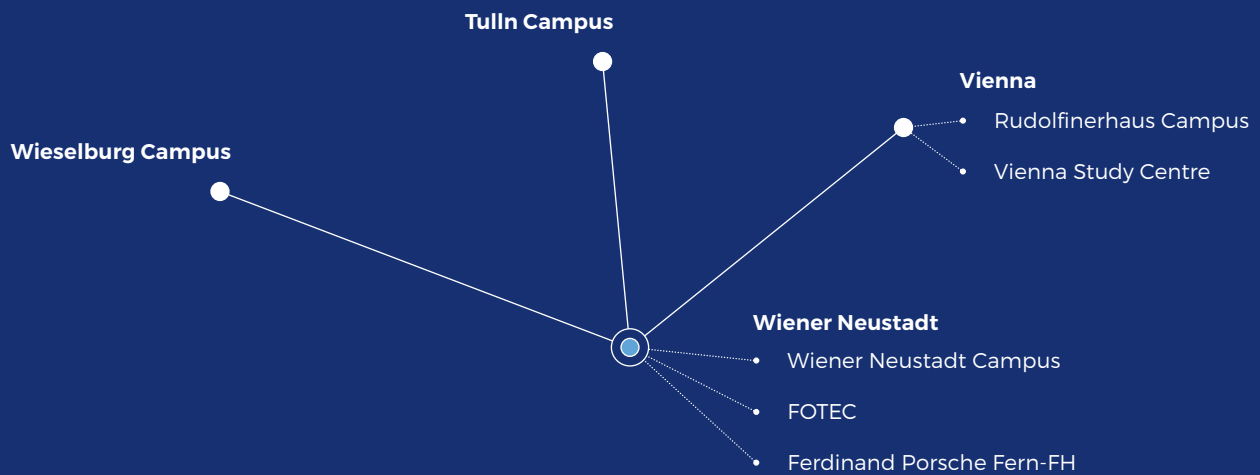 Tulln Campus
Vienna
Rudolfinerhaus Campus
Wieselburg Campus
Vienna Study Centre
Wiener Neustadt
Wiener Neustadt Campus
FOTEC
Ferdinand Porsche Fern-FH